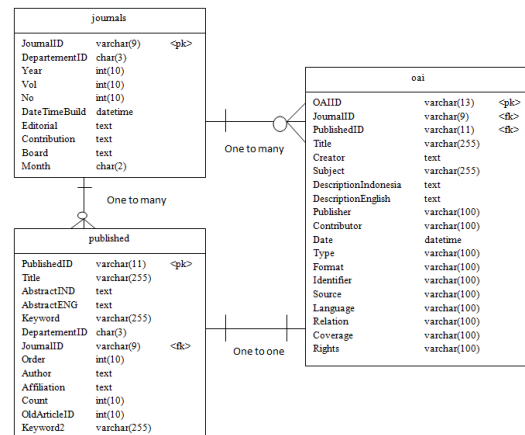 journals
JournalID varchar(9) <pk>
DepartementID char(3)
Year int(10)
Vol int(10)
No int(10)
DateTimeBuild datetime
Editorial text
Contribution text
Board text
Month char(2)
One to many
One to many
oai
OAIID varchar(13) <pk>
JournalID varchar(9) <fk>
PublishedID varchar(11) <fk>
Title varchar(255)
Creator text
Subject varchar(255)
DescriptionIndonesia text
DescriptionEnglish text
Publisher varchar(100)
Contributor varchar(100)
Date datetime
Type varchar(100)
Format varchar(100)
Identifier varchar(100)
Source varchar(100)
Language varchar(100)
Relation varchar(100)
Coverage varchar(100)
Rights varchar(100)
published
PublishedID varchar(11) <pk>
Title varchar(255)
AbstractIND text
AbstractENG text
Keyword varchar(255)
DepartementID char(3)
JournalID varchar(9) <fk>
Order int(10)
Author text
Affiliation text
Count int(10)
OldArticleID int(10)
Keyword2 varchar(255)
One to one